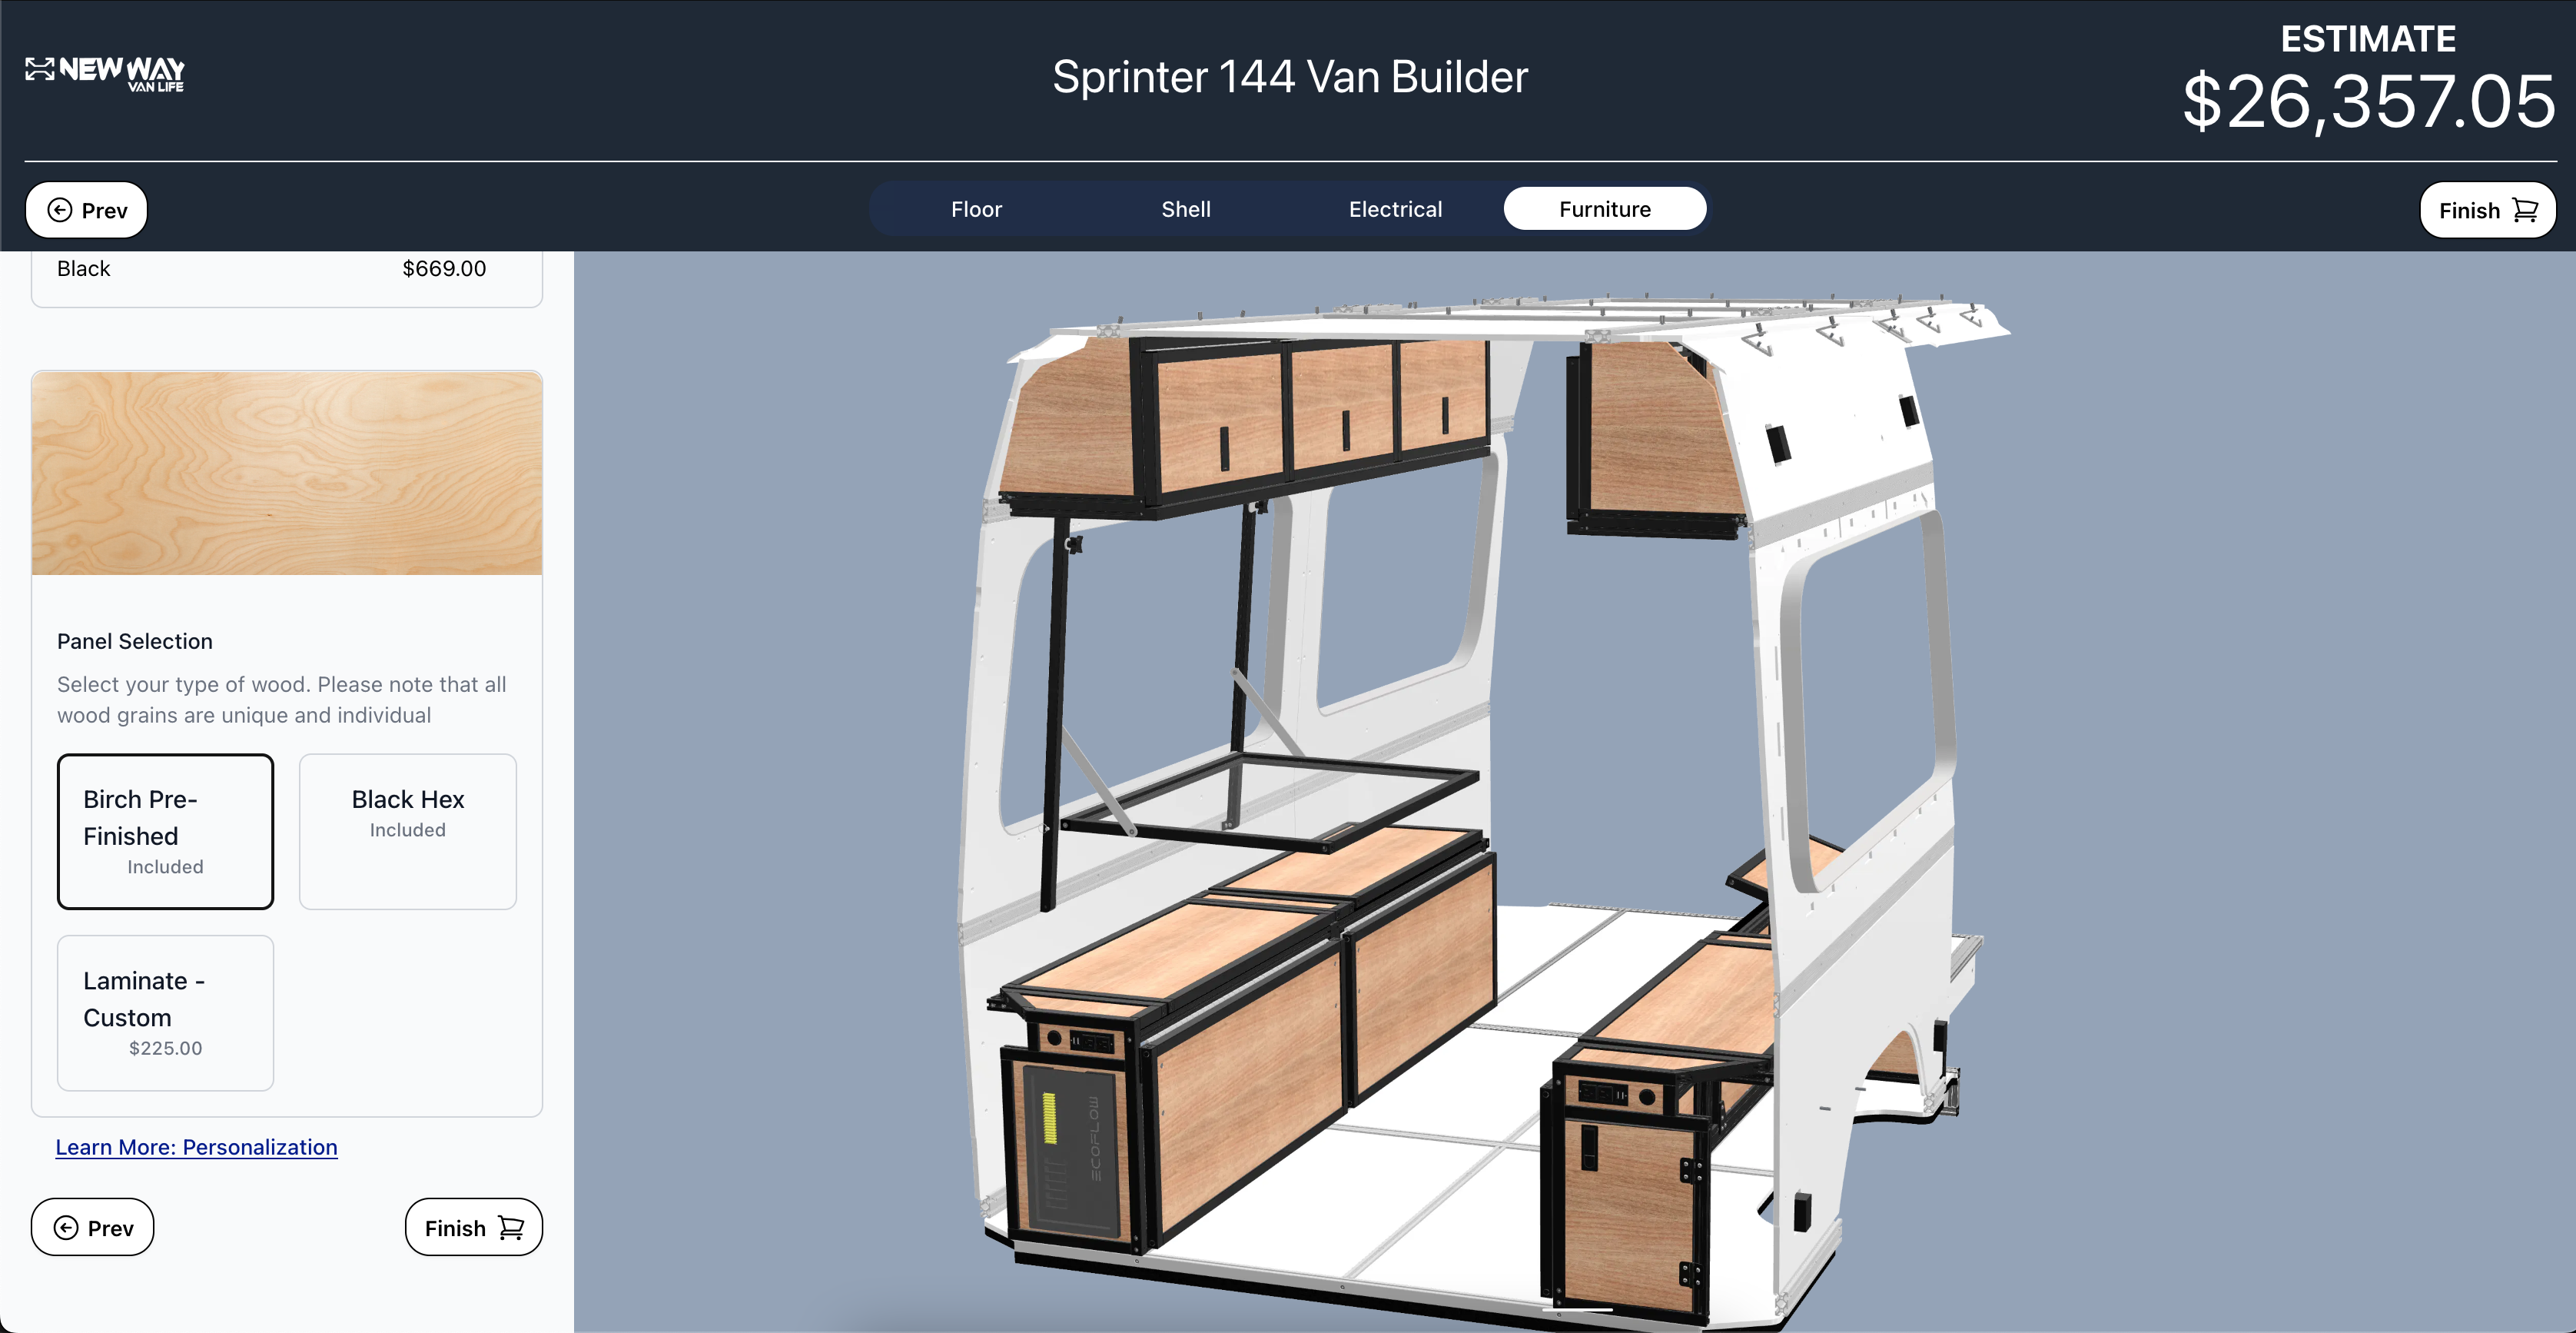 NEW WAY
VAN LIFE
Sprinter 144 Van Builder
ESTIMATE
$26,357.05
Prev
Floor
Shell
Electrical
Furniture
Finish
Black
$669.00
Panel Selection
Select your type of wood. Please note that all
wood grains are unique and individual
Birch Pre-
Finished
Included
Black Hex
Included
Laminate -
Custom
$225.00
Learn More: Personalization
Prev
Finish
ECOFLOW